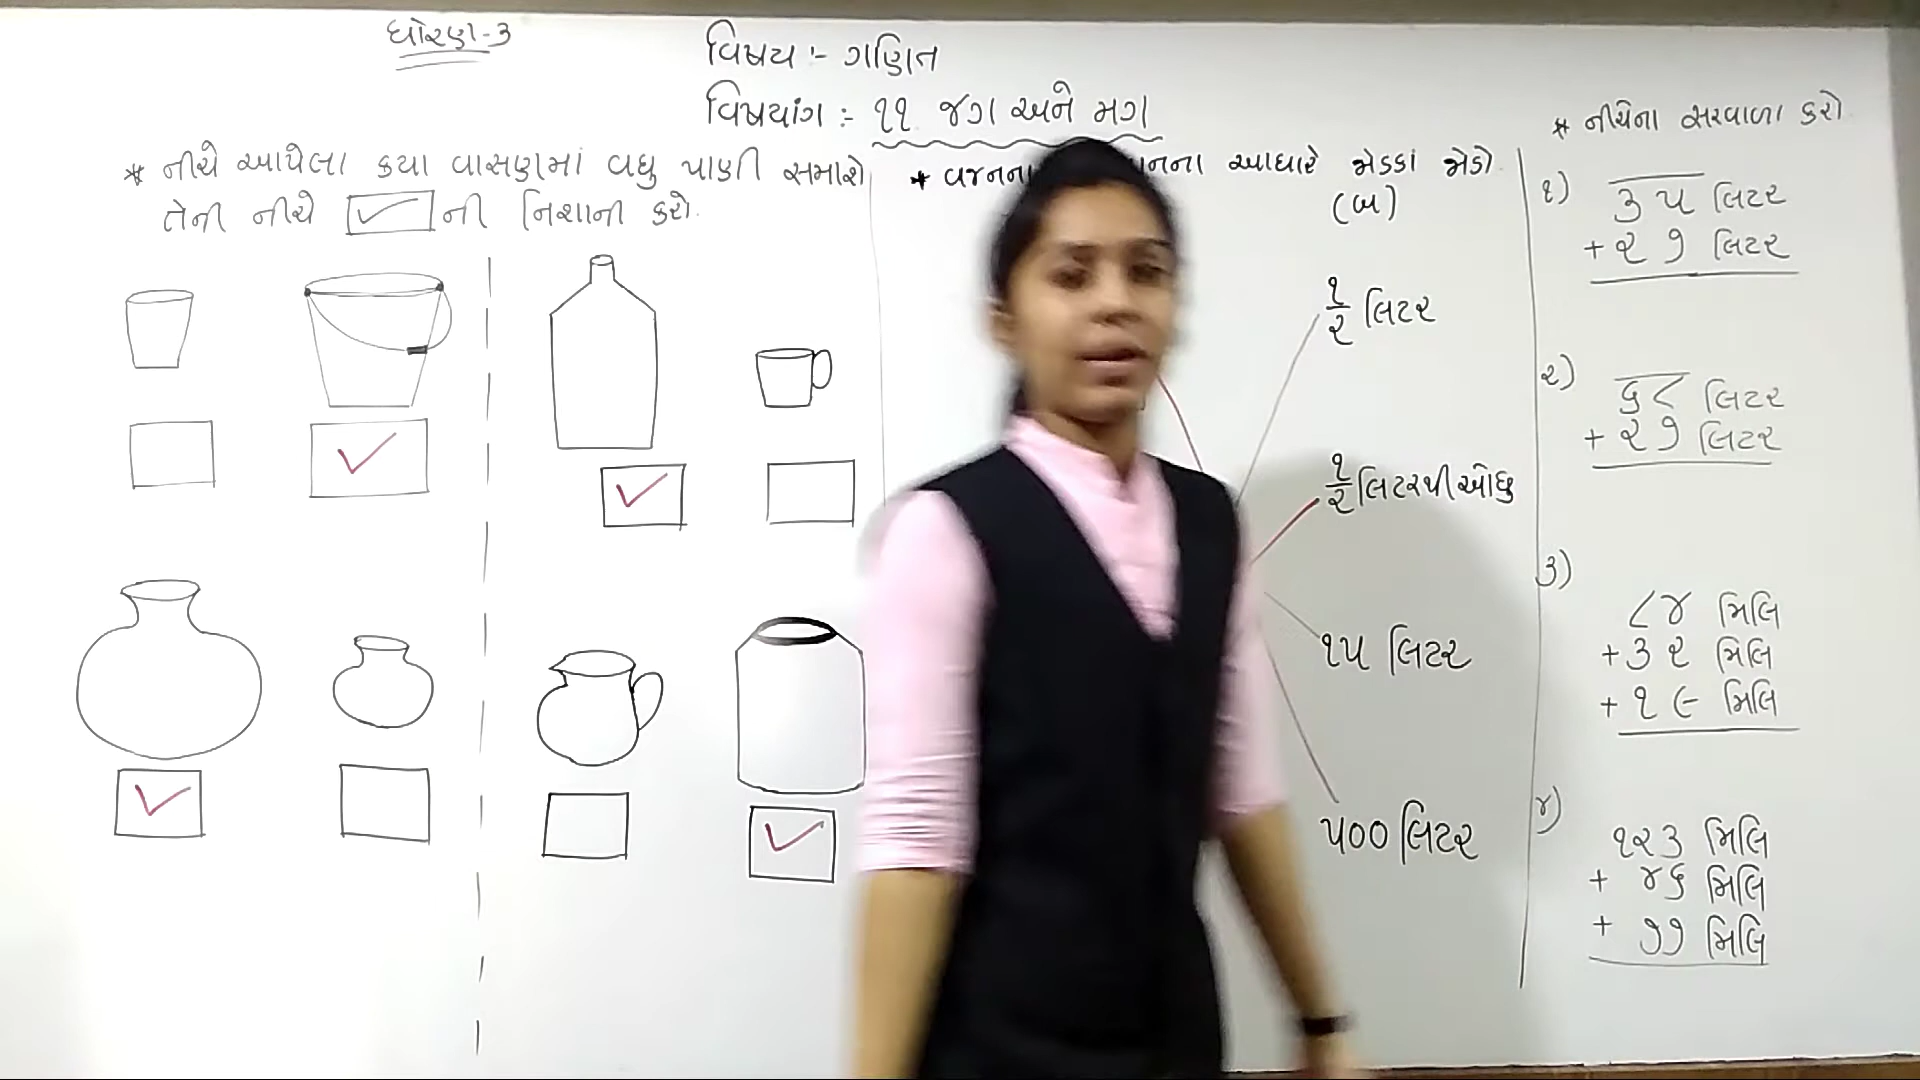 ધોરણ-૩
વિષય :- ગણિત
વિષયાંગ :- ૧૧ જગ અને મગ
* નીચે આપેલા કયા વાસણમાં વધુ પાણી સમાશે
તેની નીચે ✓ ની નિશાની કરો.
* વજનના આધારે જોડકાં જોડો.
(બ)
૧/૨ લિટર
૧/૨ લિટરથી ઓછુ
૧૫ લિટર
૫૦૦ લિટર
* નીચેના સરવાળા કરો.
૧) ૩૫ લિટર
+ ૨૭ લિટર
૨) ૬૮ લિટર
+ ૨૭ લિટર
૩)
૮૪ મિલિ
+ ૩૨ મિલિ
+ ૧૯ મિલિ
૪)
૧૨૩ મિલિ
+ ૪૬ મિલિ
+ ૭૭ મિલિ